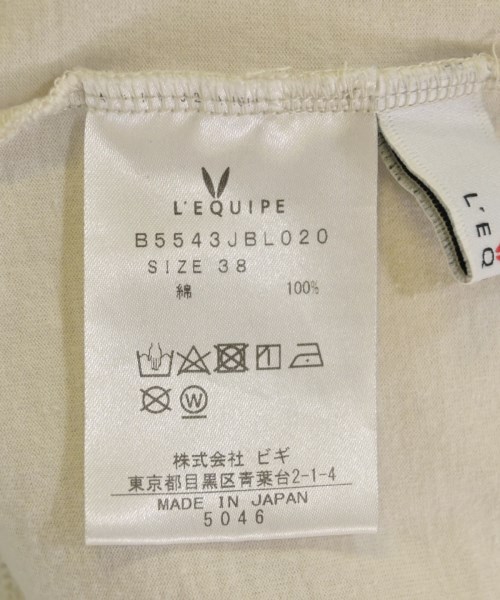 L'EQUIPE
B5543JBL020
SIZE 38
綿 100%
W
株式会社 ビギ
東京都目黒区青葉台2-1-4
MADE IN JAPAN
5046
L'EQ